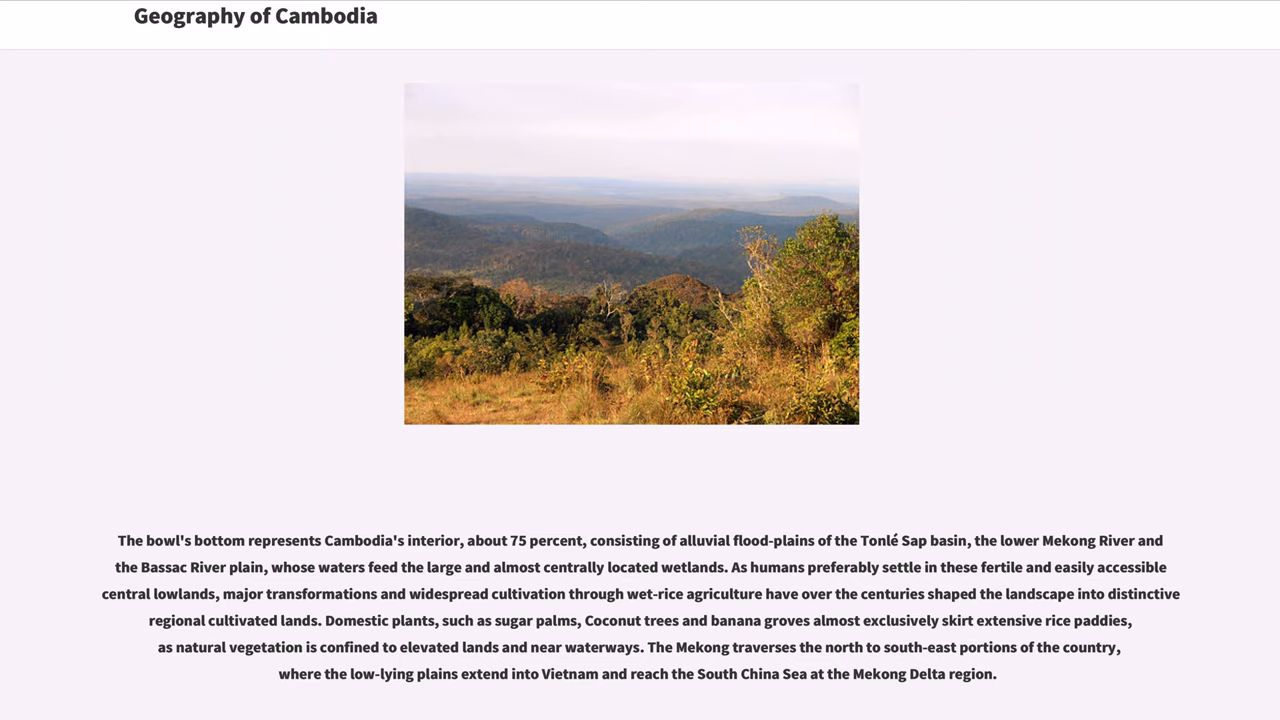 Geography of Cambodia
The bowl's bottom represents Cambodia's interior, about 75 percent, consisting of alluvial flood-plains of the Tonlé Sap basin, the lower Mekong River and
the Bassac River plain, whose waters feed the large and almost centrally located wetlands. As humans preferably settle in these fertile and easily accessible
central lowlands, major transformations and widespread cultivation through wet-rice agriculture have over the centuries shaped the landscape into distinctive
regional cultivated lands. Domestic plants, such as sugar palms, Coconut trees and banana groves almost exclusively skirt extensive rice paddies,
as natural vegetation is confined to elevated lands and near waterways. The Mekong traverses the north to south-east portions of the country,
where the low-lying plains extend into Vietnam and reach the South China Sea at the Mekong Delta region.